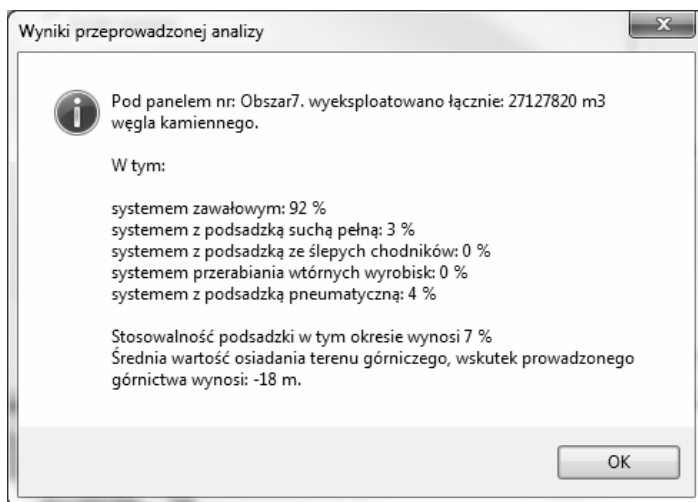 Wyniki przeprowadzonej analizy
Pod panelem nr: Obszar7. wyeksploatowano łącznie: 27127820 m3
węgla kamiennego.
W tym:
systemem zawałowym: 92 %
systemem z podsadzką suchą pełną: 3 %
systemem z podsadzką ze ślepych chodników: 0 %
systemem przerabiania wtórnych wyrobisk: 0 %
systemem z podsadzką pneumatyczną: 4 %
Stosowalność podsadzki w tym okresie wynosi 7 %
Średnia wartość osiadania terenu górniczego, wskutek prowadzonego
górnictwa wynosi: -18 m.
OK